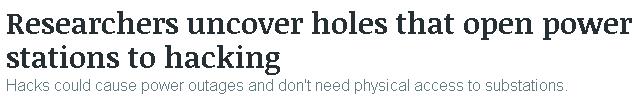 Researchers uncover holes that open power
stations to hacking
Hacks could cause power outages and don't need physical access to substations.